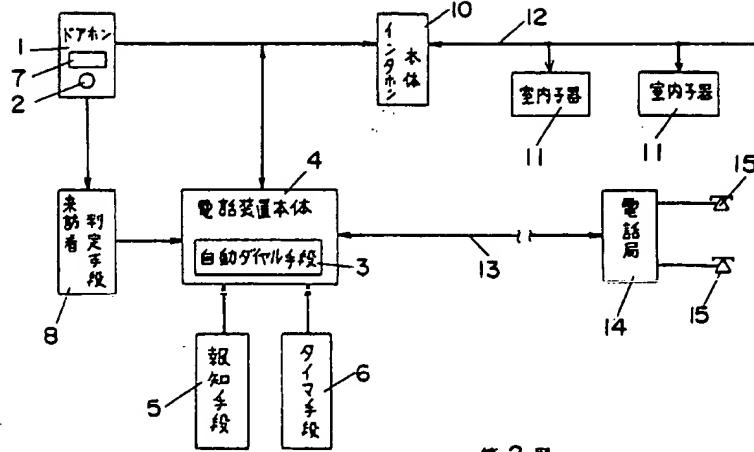 10
12
1
ドアホン
7
2
インタホン
本体
室内子器
室内子器
11
11
4
電話装置本体
自動ダイヤル手段
3
来訪者
判定手段
8
13
電話局
14
15
15
報知手段
5
タイマ手段
6
第2図